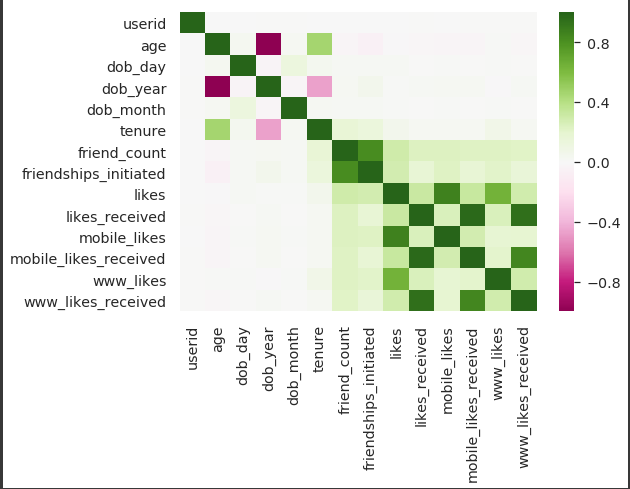 userid
age
dob_day
dob_year
dob_month
tenure
friend_count
friendships_initiated
likes
likes_received
mobile_likes
mobile_likes_received
www_likes
www_likes_received
userid
age
dob_day
dob_year
dob_month
tenure
friend_count
friendships_initiated
likes
likes_received
mobile_likes
mobile_likes_received
www_likes
www_likes_received
0.8
0.4
0.0
−0.4
−0.8